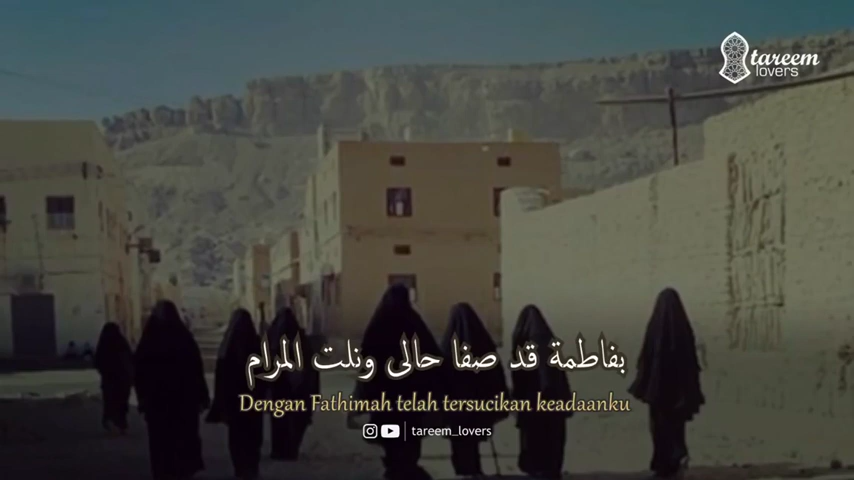 tareem
lovers
بفاطمة قد صفا حالى ونلت المرام
Dengan Fathimah telah tersucikan keadaanku
tareem_lovers